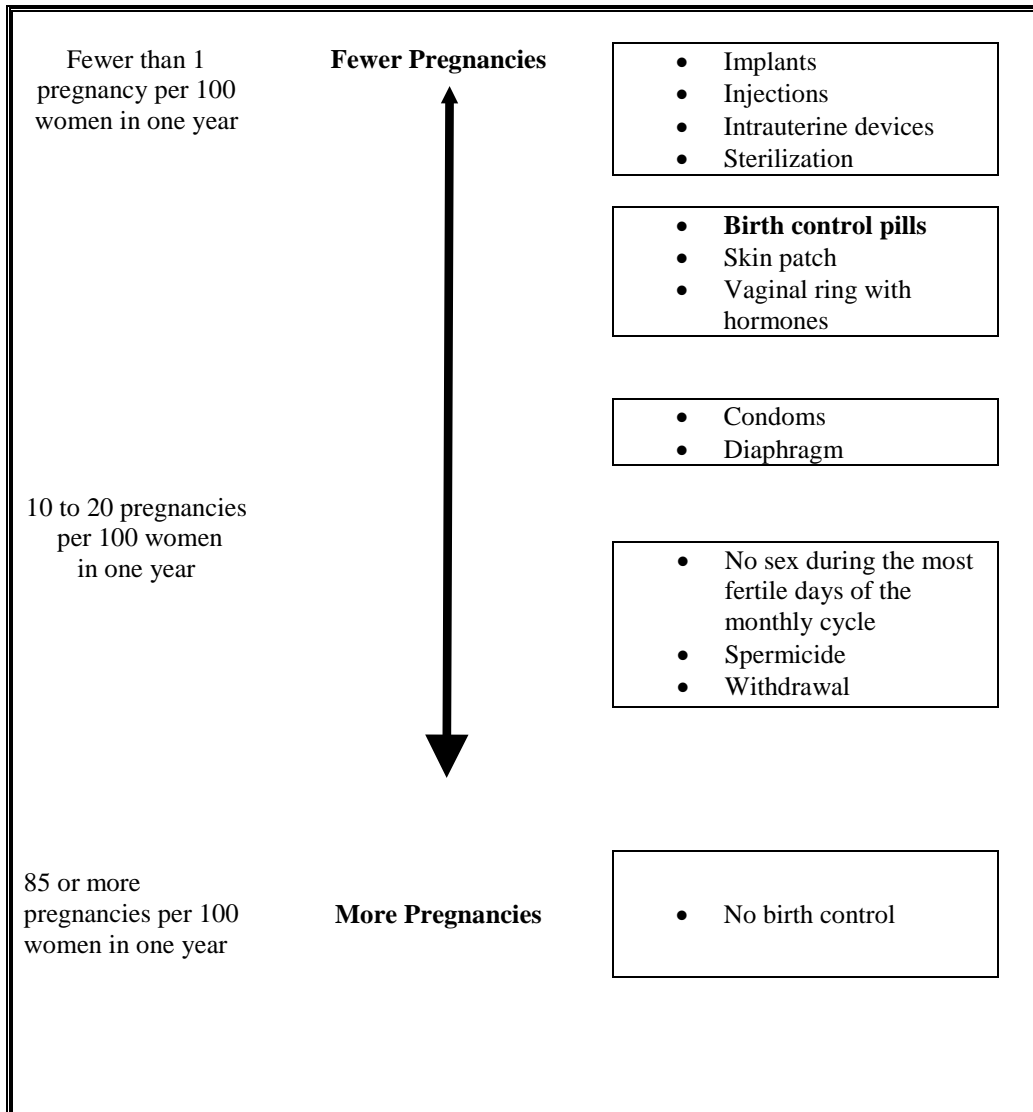 Fewer than 1
pregnancy per 100
women in one year
Fewer Pregnancies
• Implants
• Injections
• Intrauterine devices
• Sterilization
• Birth control pills
• Skin patch
• Vaginal ring with
hormones
• Condoms
• Diaphragm
10 to 20 pregnancies
per 100 women
in one year
• No sex during the most
fertile days of the
monthly cycle
• Spermicide
• Withdrawal
85 or more
pregnancies per 100
women in one year
More Pregnancies
• No birth control